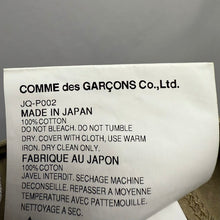 COMME des GARÇONS Co.,Ltd.
JQ-P002
MADE IN JAPAN
100%COTTON
DO NOT BLEACH. DO NOT TUMBLE
DRY. COVER WITH CLOTH, USE WARM
IRON. DRY CLEAN ONLY.
FABRIQUE AU JAPON
100%COTTON
JAVEL INTERDIT. SECHAGE MACHINE
DECONSEILLE. REPASSER A MOYENNE
TEMPERATURE AVEC PATTEMOUILLE.
NETTOYAGE A SEC.